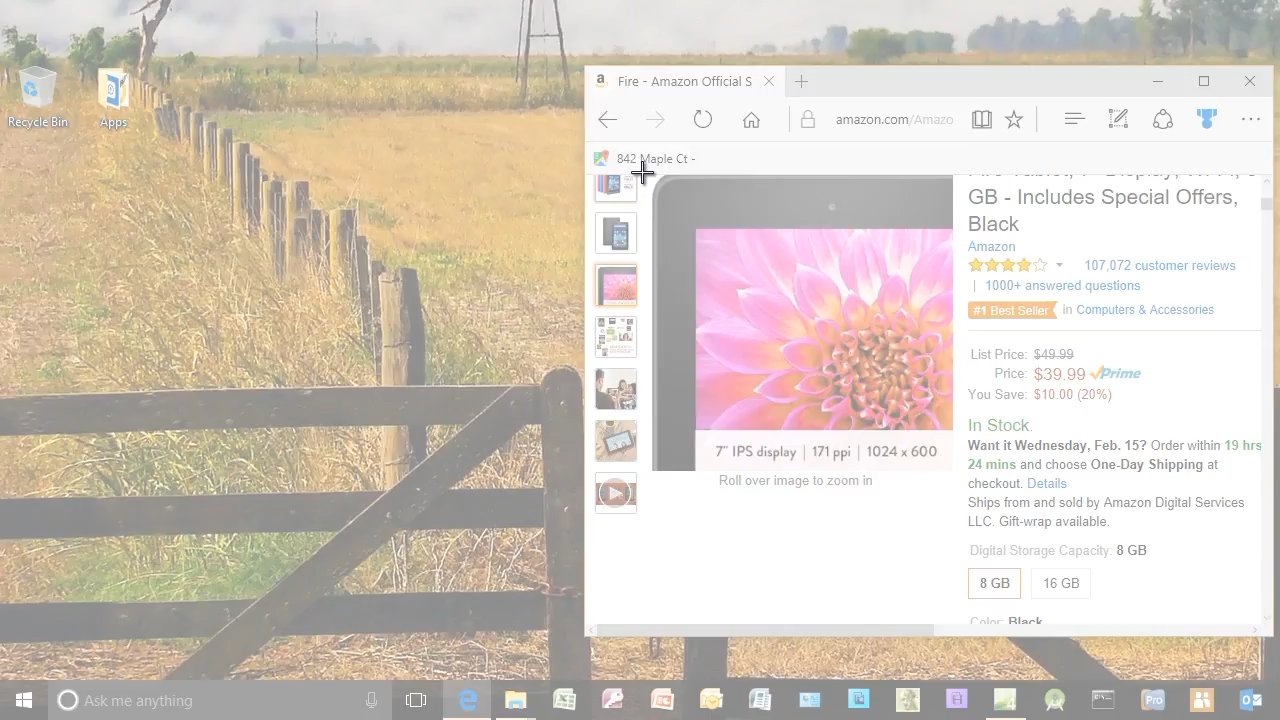 Recycle Bin
Apps
Fire - Amazon Official S
amazon.com/Amazo
842 Maple Ct -
GB - Includes Special Offers,
Black
Amazon
107,072 customer reviews
| 1000+ answered questions
#1 Best Seller in Computers & Accessories
List Price: $49.99
Price: $39.99 Prime
You Save: $10.00 (20%)
In Stock.
Want it Wednesday, Feb. 15? Order within 19 hrs
24 mins and choose One-Day Shipping at
checkout. Details
Ships from and sold by Amazon Digital Services
LLC. Gift-wrap available.
Digital Storage Capacity: 8 GB
8 GB
16 GB
Color: Black
7" IPS display | 171 ppi | 1024 x 600
Roll over image to zoom in
Ask me anything